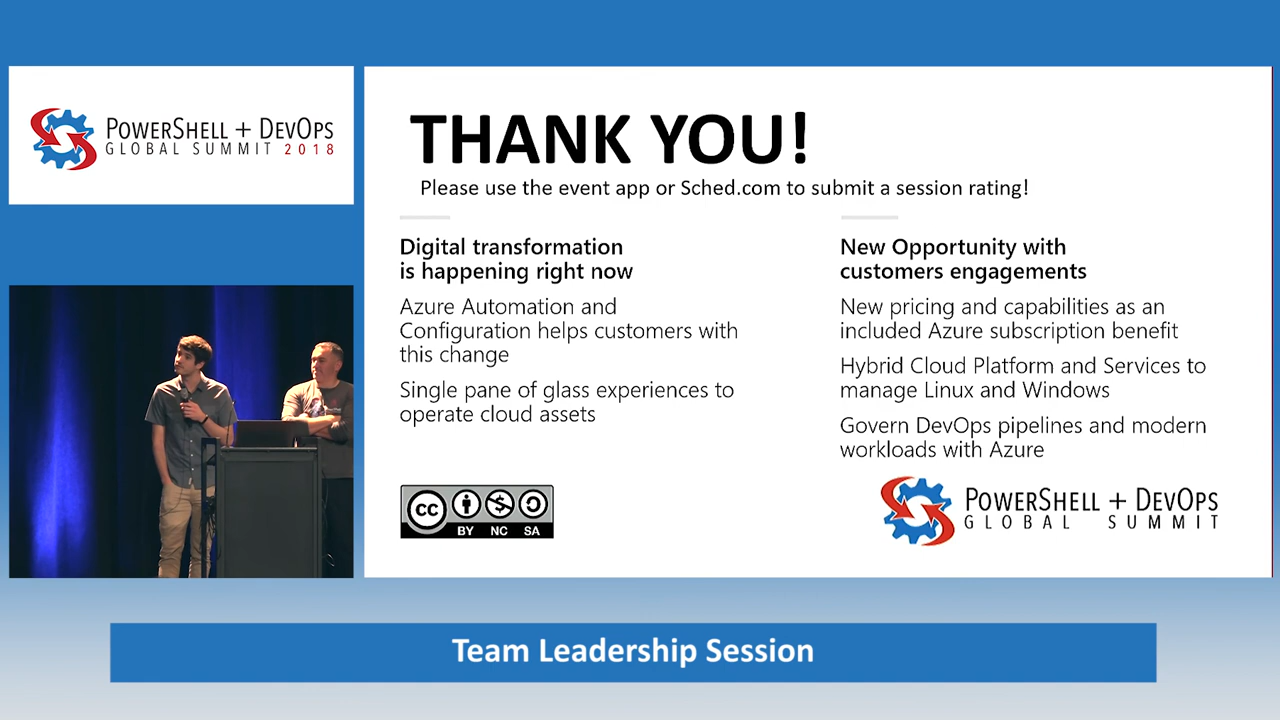 POWERSHELL + DEVOPS
GLOBAL SUMMIT 2018
THANK YOU!
Please use the event app or Sched.com to submit a session rating!
Digital transformation
is happening right now
Azure Automation and
Configuration helps customers with
this change
Single pane of glass experiences to
operate cloud assets
New Opportunity with
customers engagements
New pricing and capabilities as an
included Azure subscription benefit
Hybrid Cloud Platform and Services to
manage Linux and Windows
Govern DevOps pipelines and modern
workloads with Azure
cc
BY NC SA
POWERSHELL + DEVOPS
GLOBAL SUMMIT
Team Leadership Session